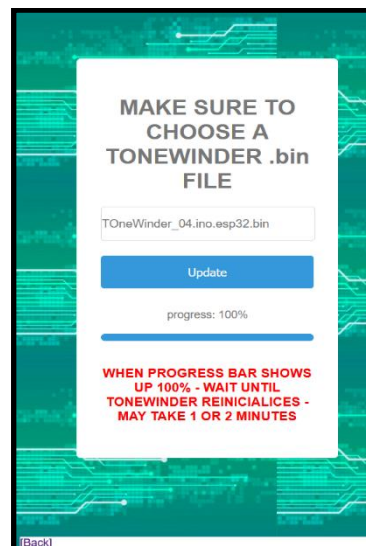 MAKE SURE TO
CHOOSE A
TONEWINDER .bin
FILE
TOneWinder_04.ino.esp32.bin
Update
progress: 100%
WHEN PROGRESS BAR SHOWS
UP 100% - WAIT UNTIL
TONEWINDER REINICIALICES -
MAY TAKE 1 OR 2 MINUTES
[Back]